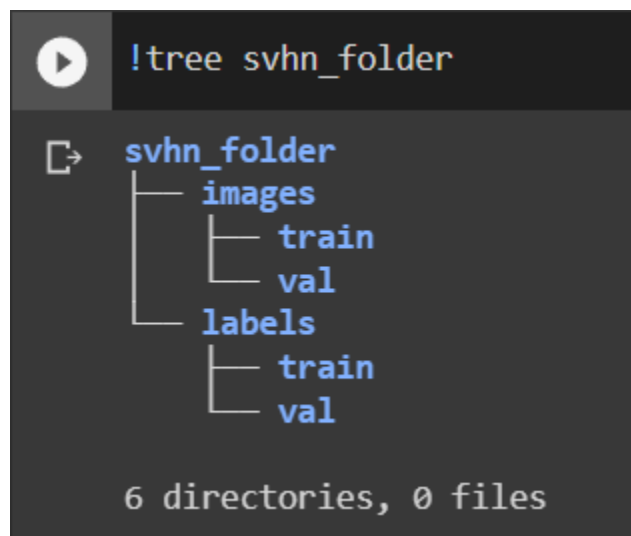 !tree svhn_folder
svhn_folder
├── images
│   ├── train
│   └── val
└── labels
    ├── train
    └── val
6 directories, 0 files